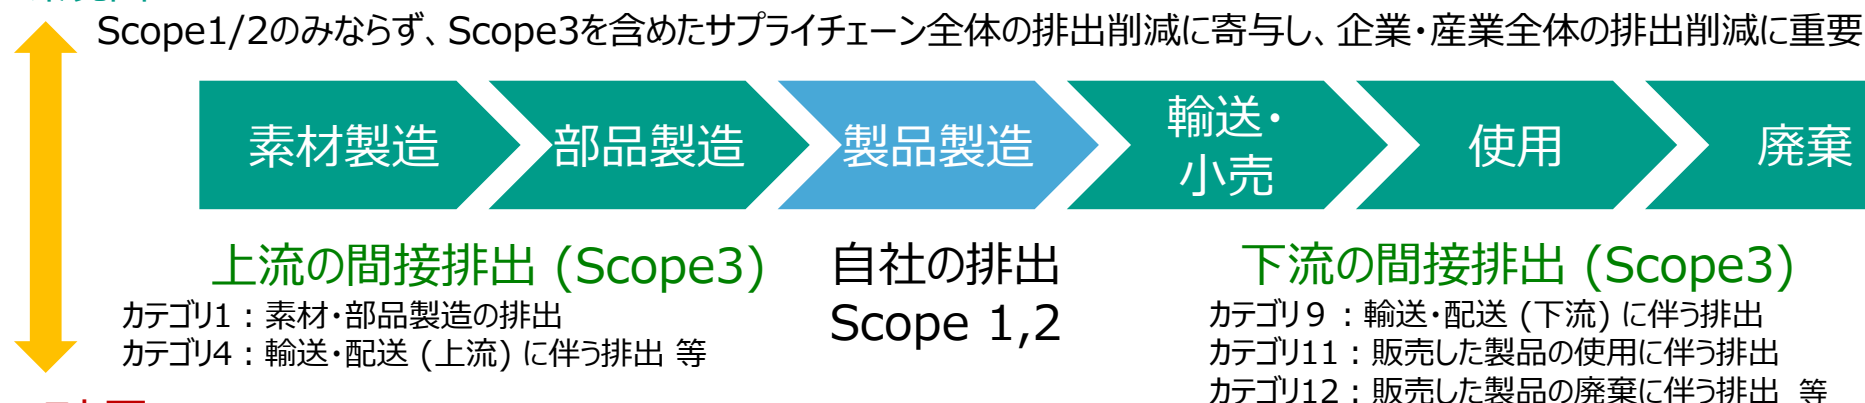 Scope1/2のみならず、Scope3を含めたサプライチェーン全体の排出削減に寄与し、企業・産業全体の排出削減に重要
素材製造
部品製造
製品製造
輸送・
小売
使用
廃棄
上流の間接排出 (Scope3)
カテゴリ1：素材・部品製造の排出
カテゴリ4：輸送・配送 (上流) に伴う排出 等
自社の排出
Scope 1,2
下流の間接排出 (Scope3)
カテゴリ9：輸送・配送 (下流) に伴う排出
カテゴリ11：販売した製品の使用に伴う排出
カテゴリ12：販売した製品の廃棄に伴う排出 等